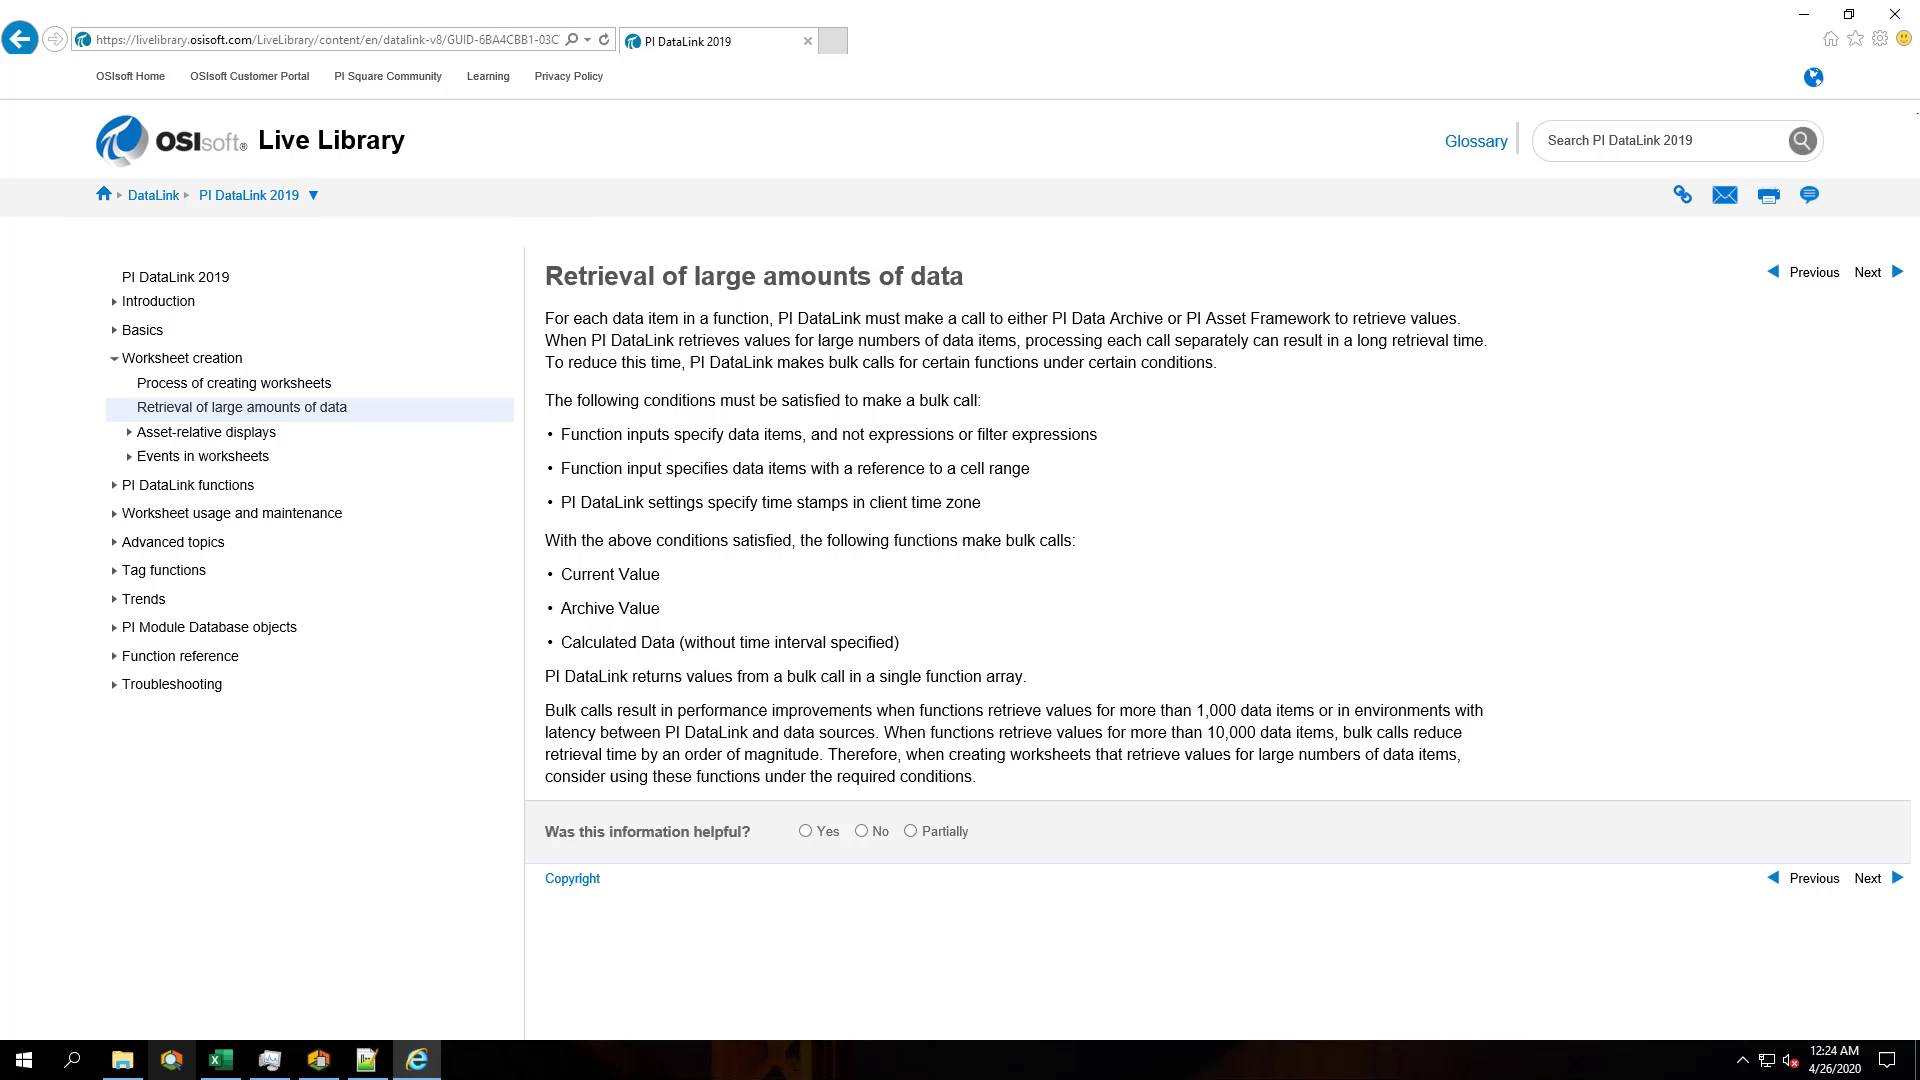 https://livelibrary.osisoft.com/LiveLibrary/content/en/datalink-v8/GUID-6BA4CBB1-03C
PI DataLink 2019
OSIsoft Home
OSIsoft Customer Portal
PI Square Community
Learning
Privacy Policy
OSIsoft® Live Library
Glossary
Search PI DataLink 2019
DataLink
PI DataLink 2019 ▼
PI DataLink 2019
Introduction
Basics
Worksheet creation
Process of creating worksheets
Retrieval of large amounts of data
Asset-relative displays
Events in worksheets
PI DataLink functions
Worksheet usage and maintenance
Advanced topics
Tag functions
Trends
PI Module Database objects
Function reference
Troubleshooting
Retrieval of large amounts of data
Previous
Next
For each data item in a function, PI DataLink must make a call to either PI Data Archive or PI Asset Framework to retrieve values.
When PI DataLink retrieves values for large numbers of data items, processing each call separately can result in a long retrieval time.
To reduce this time, PI DataLink makes bulk calls for certain functions under certain conditions.
The following conditions must be satisfied to make a bulk call:
• Function inputs specify data items, and not expressions or filter expressions
• Function input specifies data items with a reference to a cell range
• PI DataLink settings specify time stamps in client time zone
With the above conditions satisfied, the following functions make bulk calls:
• Current Value
• Archive Value
• Calculated Data (without time interval specified)
PI DataLink returns values from a bulk call in a single function array.
Bulk calls result in performance improvements when functions retrieve values for more than 1,000 data items or in environments with
latency between PI DataLink and data sources. When functions retrieve values for more than 10,000 data items, bulk calls reduce
retrieval time by an order of magnitude. Therefore, when creating worksheets that retrieve values for large numbers of data items,
consider using these functions under the required conditions.
Was this information helpful?
Yes
No
Partially
Copyright
Previous
Next
12:24 AM
4/26/2020